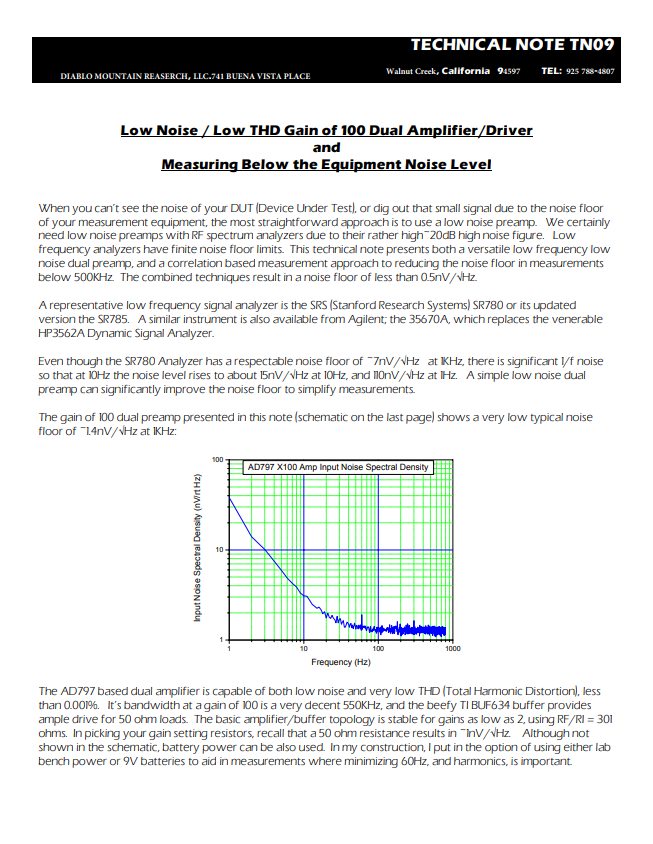 TECHNICAL NOTE TN09
DIABLO MOUNTAIN REASERCH, LLC.741 BUENA VISTA PLACE
Walnut Creek, California 94597 TEL: 925 788-4807
Low Noise / Low THD Gain of 100 Dual Amplifier/Driver
and
Measuring Below the Equipment Noise Level
When you can't see the noise of your DUT (Device Under Test), or dig out that small signal due to the noise floor
of your measurement equipment, the most straightforward approach is to use a low noise preamp. We certainly
need low noise preamps with RF spectrum analyzers due to their rather high~20dB high noise figure. Low
frequency analyzers have finite noise floor limits. This technical note presents both a versatile low frequency low
noise dual preamp, and a correlation based measurement approach to reducing the noise floor in measurements
below 500KHz. The combined techniques result in a noise floor of less than 0.5nV/√Hz.
A representative low frequency signal analyzer is the SRS (Stanford Research Systems) SR780 or its updated
version the SR785. A similar instrument is also available from Agilent; the 35670A, which replaces the venerable
HP3562A Dynamic Signal Analyzer.
Even though the SR780 Analyzer has a respectable noise floor of ~7nV/√Hz at 1KHz, there is significant 1/f noise
so that at 10Hz the noise level rises to about 15nV/√Hz at 10Hz, and 110nV/√Hz at 1Hz. A simple low noise dual
preamp can significantly improve the noise floor to simplify measurements.
The gain of 100 dual preamp presented in this note (schematic on the last page) shows a very low typical noise
floor of ~1.4nV/√Hz at 1KHz:
AD797 X100 Amp Input Noise Spectral Density
Input Noise Spectral Density (nV/rt Hz)
100
10
1
1 10 100 1000
Frequency (Hz)
The AD797 based dual amplifier is capable of both low noise and very low THD (Total Harmonic Distortion), less
than 0.001%. It's bandwidth at a gain of 100 is a very decent 550KHz, and the beefy TI BUF634 buffer provides
ample drive for 50 ohm loads. The basic amplifier/buffer topology is stable for gains as low as 2, using RF/RI = 301
ohms. In picking your gain setting resistors, recall that a 50 ohm resistance results in ~1nV/√Hz. Although not
shown in the schematic, battery power can be also used. In my construction, I put in the option of using either lab
bench power or 9V batteries to aid in measurements where minimizing 60Hz, and harmonics, is important.